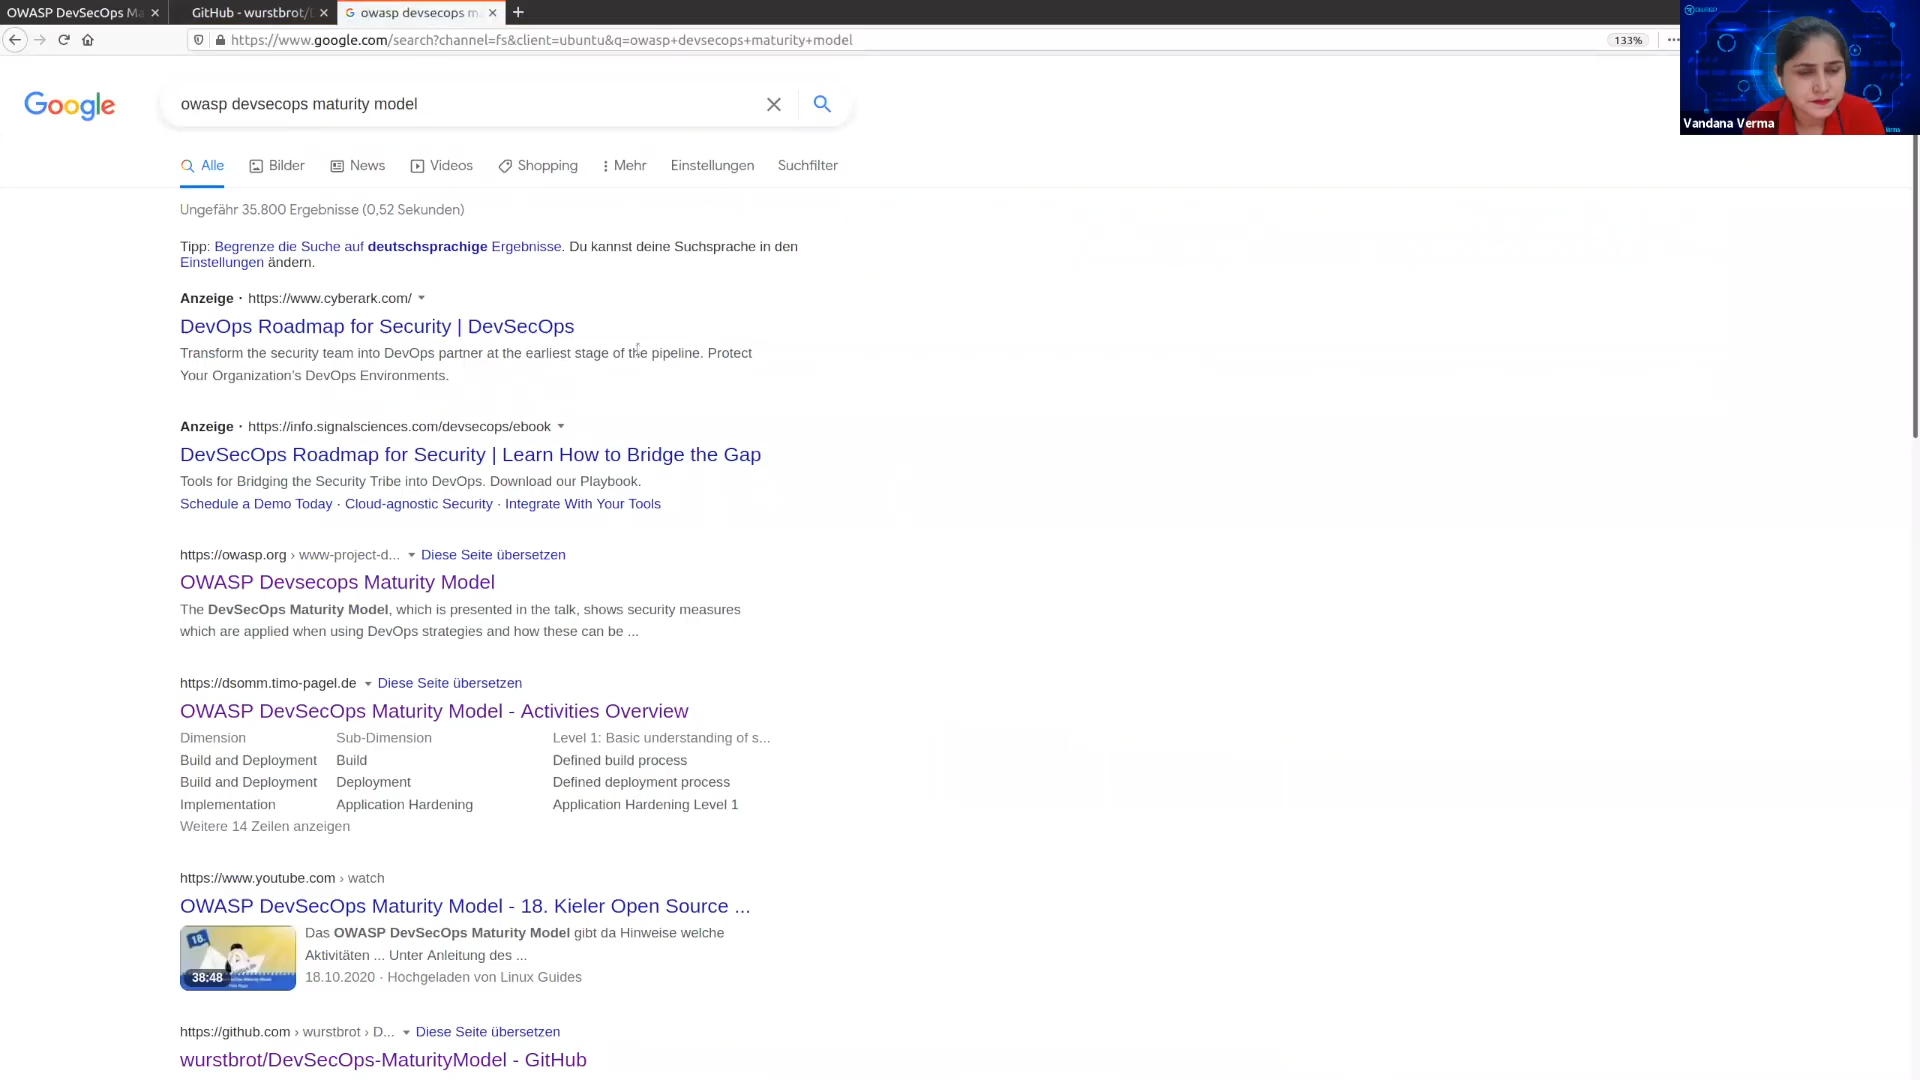 OWASP DevSecOps Ma
GitHub - wurstbrot/
owasp devsecops m
https://www.google.com/search?channel=fs&client=ubuntu&q=owasp+devsecops+maturity+model
133%
Google
owasp devsecops maturity model
Alle
Bilder
News
Videos
Shopping
Mehr
Einstellungen
Suchfilter
Ungefähr 35.800 Ergebnisse (0,52 Sekunden)
Tipp: Begrenze die Suche auf deutschsprachige Ergebnisse. Du kannst deine Suchsprache in den
Einstellungen ändern.
Anzeige · https://www.cyberark.com/
DevOps Roadmap for Security | DevSecOps
Transform the security team into DevOps partner at the earliest stage of the pipeline. Protect
Your Organization's DevOps Environments.
Anzeige · https://info.signalsciences.com/devsecops/ebook
DevSecOps Roadmap for Security | Learn How to Bridge the Gap
Tools for Bridging the Security Tribe into DevOps. Download our Playbook.
Schedule a Demo Today · Cloud-agnostic Security · Integrate With Your Tools
https://owasp.org › www-project-d... Diese Seite übersetzen
OWASP Devsecops Maturity Model
The DevSecOps Maturity Model, which is presented in the talk, shows security measures
which are applied when using DevOps strategies and how these can be ...
https://dsomm.timo-pagel.de Diese Seite übersetzen
OWASP DevSecOps Maturity Model - Activities Overview
Dimension Sub-Dimension Level 1: Basic understanding of s...
Build and Deployment Build Defined build process
Build and Deployment Deployment Defined deployment process
Implementation Application Hardening Application Hardening Level 1
Weitere 14 Zeilen anzeigen
https://www.youtube.com › watch
OWASP DevSecOps Maturity Model - 18. Kieler Open Source ...
Das OWASP DevSecOps Maturity Model gibt da Hinweise welche
Aktivitäten ... Unter Anleitung des ...
18.10.2020 · Hochgeladen von Linux Guides
18.
38:48
https://github.com › wurstbrot › D... Diese Seite übersetzen
wurstbrot/DevSecOps-MaturityModel - GitHub
Vandana Verma